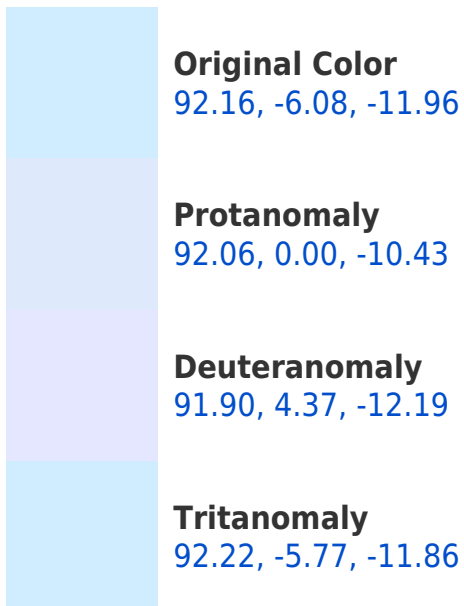 Original Color
92.16, -6.08, -11.96
Protanomaly
92.06, 0.00, -10.43
Deuteranomaly
91.90, 4.37, -12.19
Tritanomaly
92.22, -5.77, -11.86